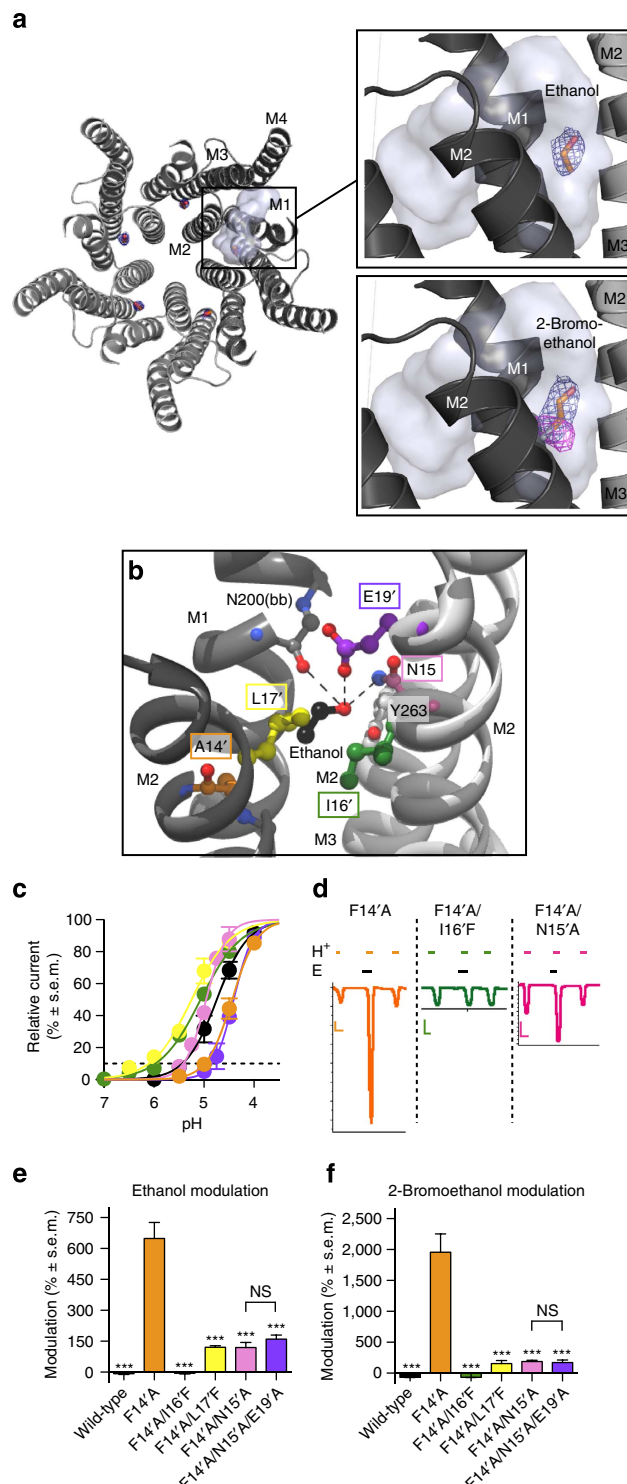 a
M4
M3
M1
M2
M2
Ethanol
M1
M2
M3
M2
2-Bromo-
ethanol
M1
M2
M3
b
N200(bb)
E19′
M1
N15
L17′
Y263
M2
Ethanol
A14′
M2
M2
I16′
M3
c
100
80
60
40
20
0
Relative current
(% ± s.e.m.)
7
6
5
4
pH
d
F14′A
F14′A/
I16′F
F14′A/
N15′A
H+
E
e
Ethanol modulation
Modulation (% ± s.e.m.)
750
600
450
300
150
0
***
***
***
***
***
NS
Wild-type
F14′A
F14′A/I16′F
F14′A/L17′F
F14′A/N15′A
F14′A/N15′A/E19′A
f
2-Bromoethanol modulation
Modulation (% ± s.e.m.)
2,500
2,000
1,500
1,000
500
0
***
***
***
***
***
NS
Wild-type
F14′A
F14′A/I16′F
F14′A/L17′F
F14′A/N15′A
F14′A/N15′A/E19′A